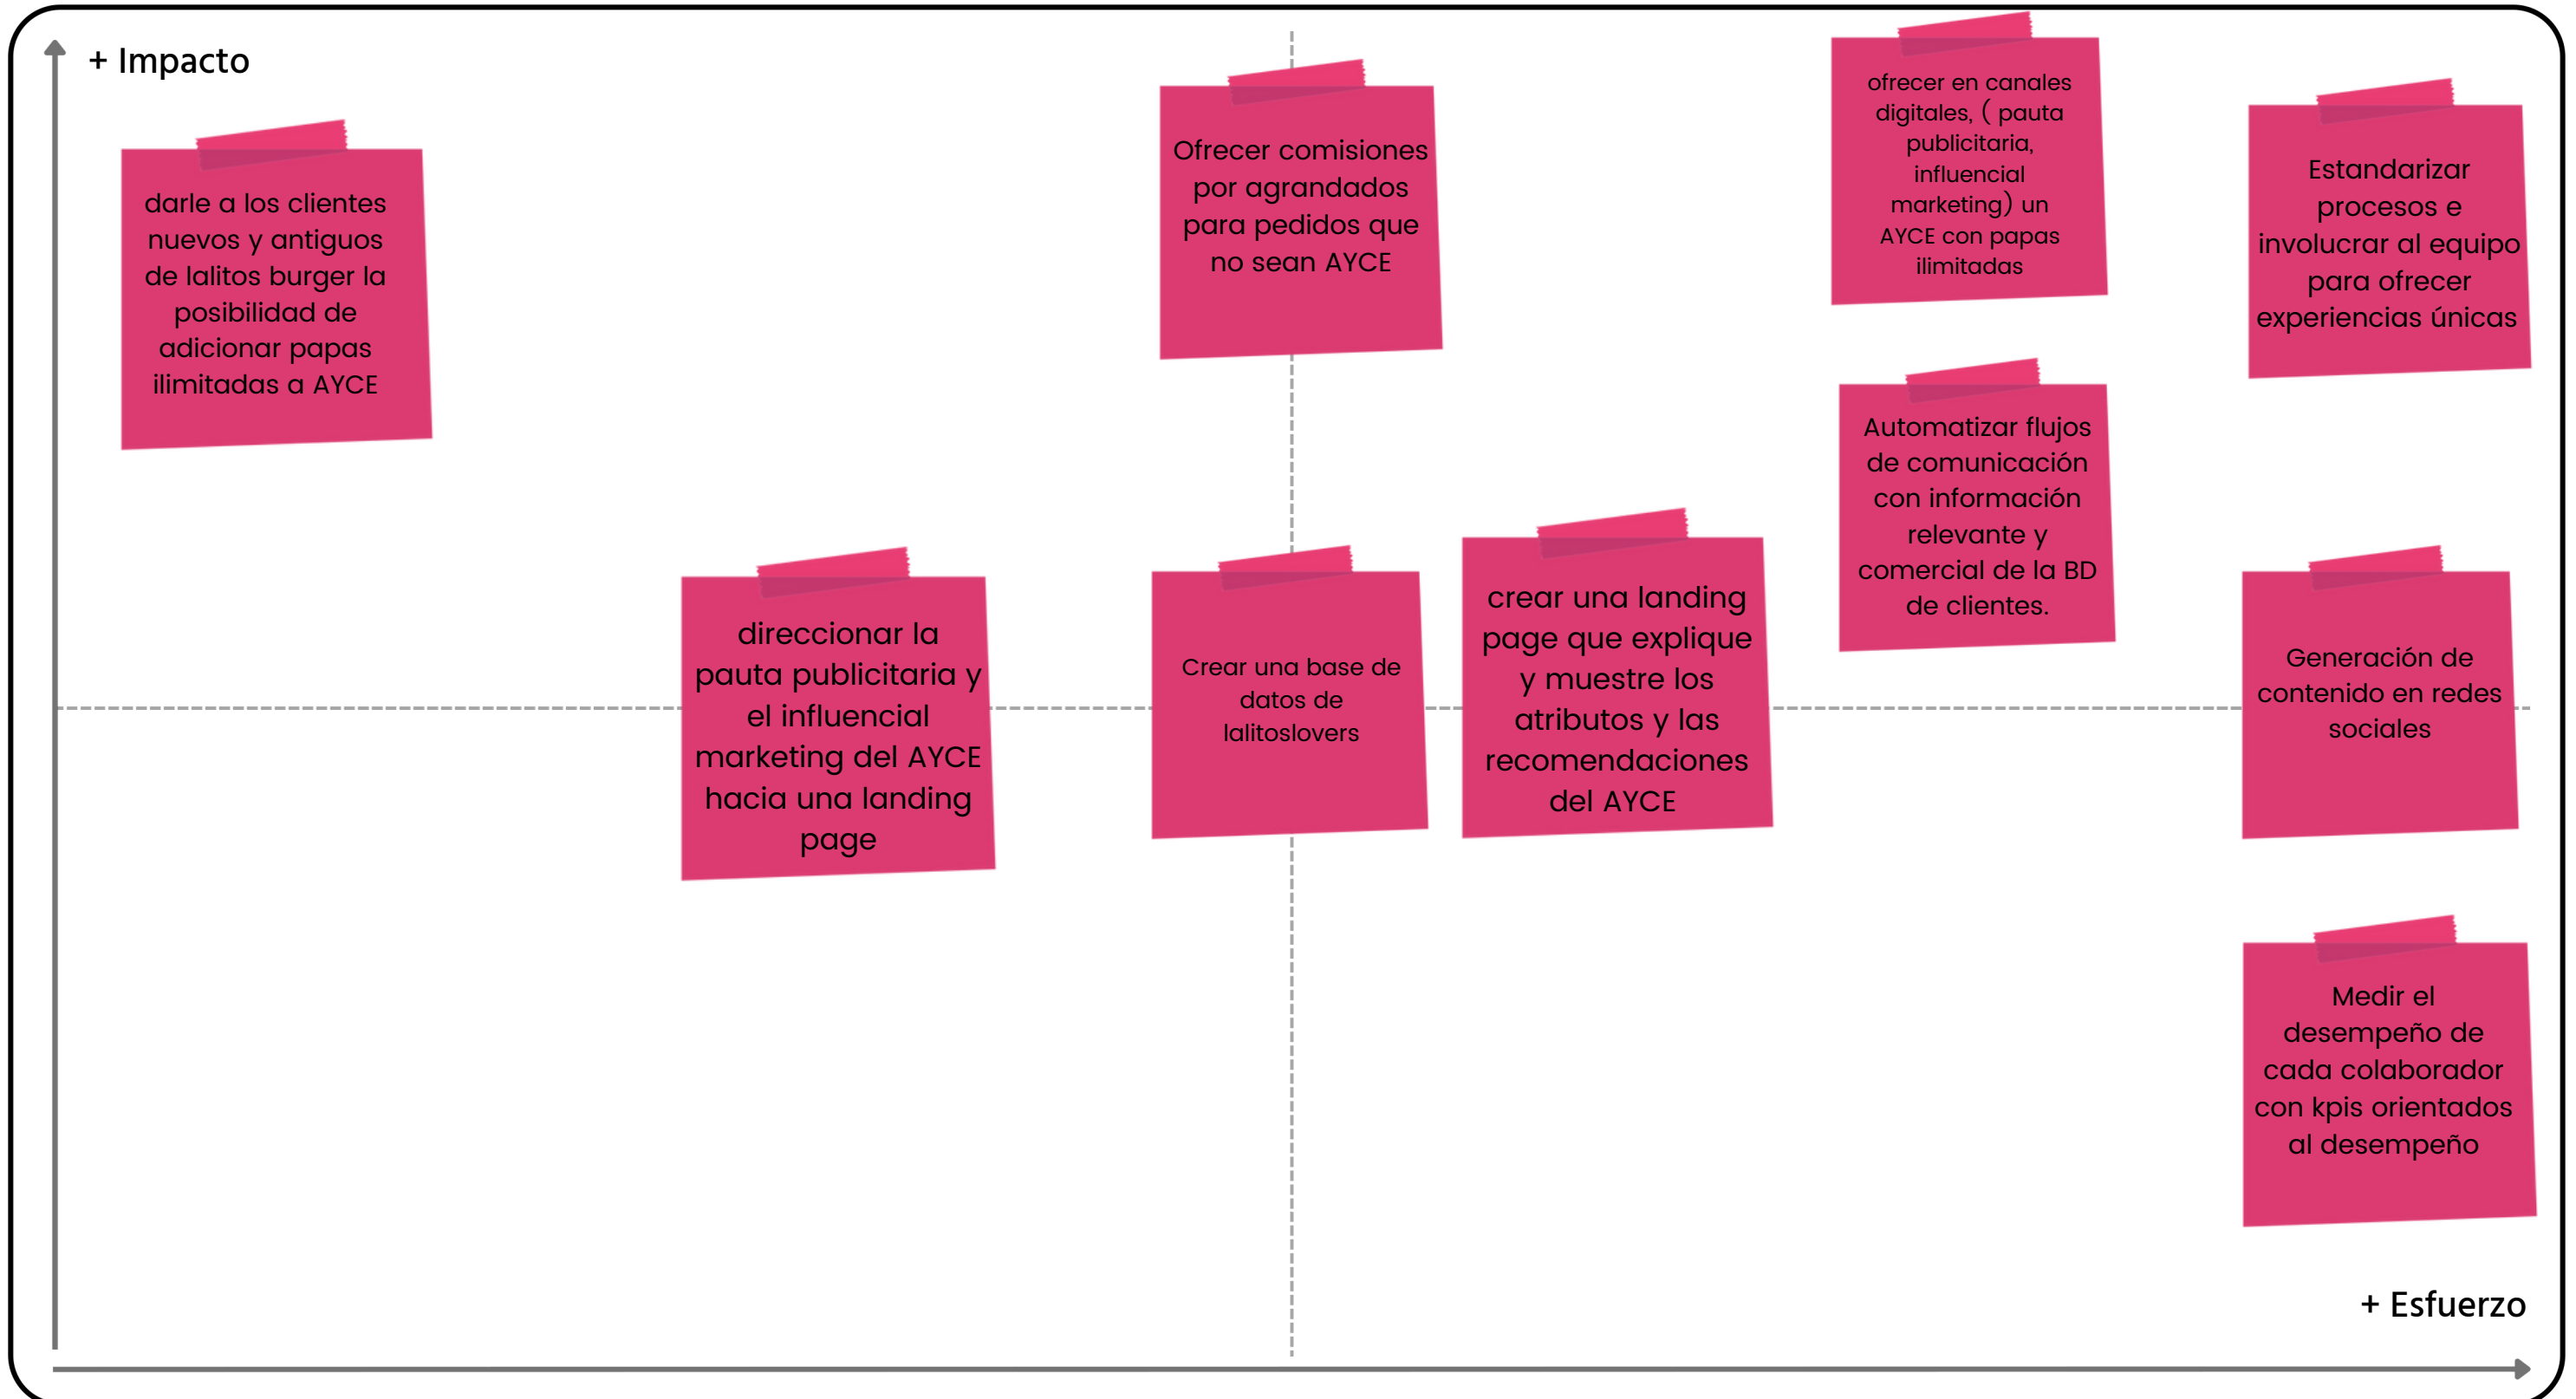 + Impacto
darle a los clientes
nuevos y antiguos
de lalitos burger la
posibilidad de
adicionar papas
ilimitadas a AYCE
Ofrecer comisiones
por agrandados
para pedidos que
no sean AYCE
ofrecer en canales
digitales, ( pauta
publicitaria,
influencial
marketing) un
AYCE con papas
ilimitadas
Estandarizar
procesos e
involucrar al equipo
para ofrecer
experiencias únicas
direccionar la
pauta publicitaria y
el influencial
marketing del AYCE
hacia una landing
page
Crear una base de
datos de
lalitoslovers
crear una landing
page que explique
y muestre los
atributos y las
recomendaciones
del AYCE
Automatizar flujos
de comunicación
con información
relevante y
comercial de la BD
de clientes.
Generación de
contenido en redes
sociales
Medir el
desempeño de
cada colaborador
con kpis orientados
al desempeño
+ Esfuerzo